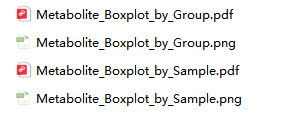 Metabolite_Boxplot_by_Group.pdf
Metabolite_Boxplot_by_Group.png
Metabolite_Boxplot_by_Sample.pdf
Metabolite_Boxplot_by_Sample.png